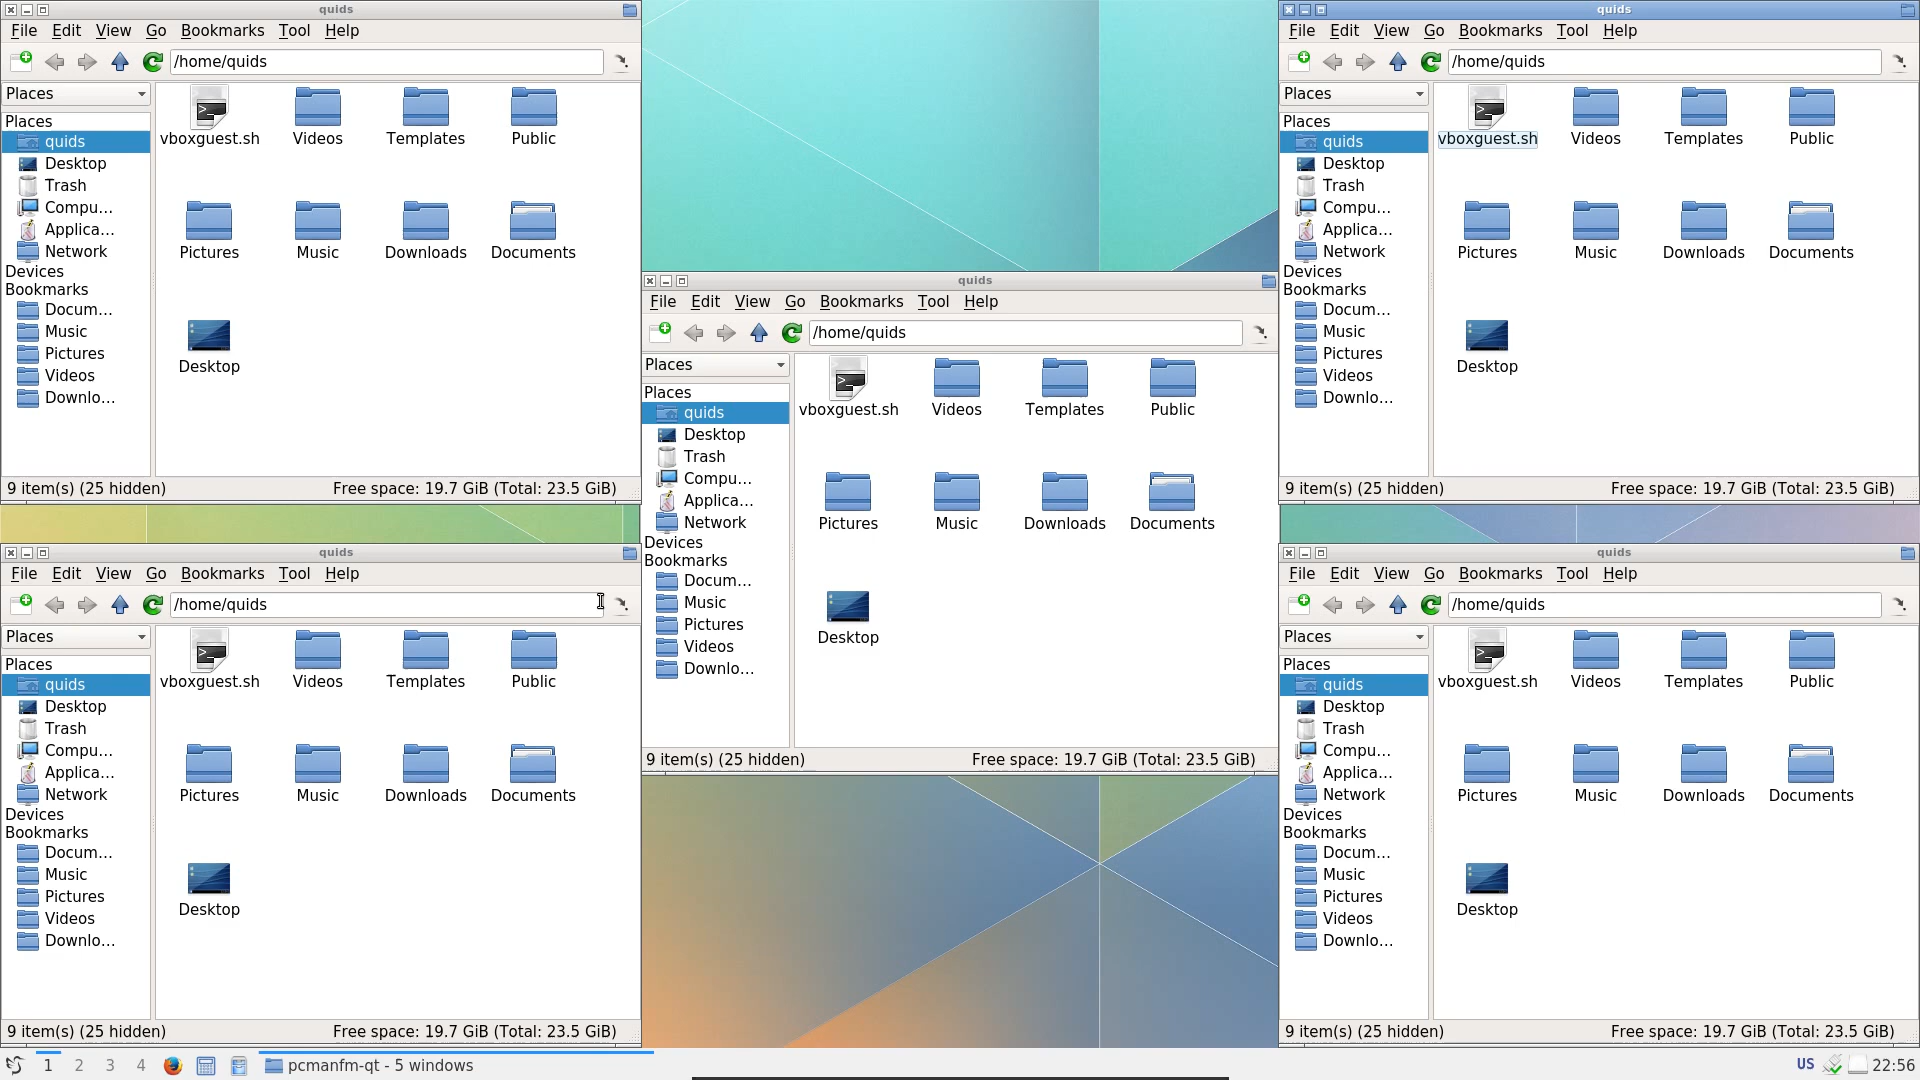 quids
File Edit View Go Bookmarks Tool Help
/home/quids
Places
Places
quids
Desktop
Trash
Compu...
Applica...
Network
Devices
Bookmarks
Docum...
Music
Pictures
Videos
Downlo...
vboxguest.sh Videos Templates Public
Pictures Music Downloads Documents
Desktop
9 item(s) (25 hidden) Free space: 19.7 GiB (Total: 23.5 GiB)
quids
File Edit View Go Bookmarks Tool Help
/home/quids
Places
Places
quids
Desktop
Trash
Compu...
Applica...
Network
Devices
Bookmarks
Docum...
Music
Pictures
Videos
Downlo...
vboxguest.sh Videos Templates Public
Pictures Music Downloads Documents
Desktop
9 item(s) (25 hidden) Free space: 19.7 GiB (Total: 23.5 GiB)
quids
File Edit View Go Bookmarks Tool Help
/home/quids
Places
Places
quids
Desktop
Trash
Compu...
Applica...
Network
Devices
Bookmarks
Docum...
Music
Pictures
Videos
Downlo...
vboxguest.sh Videos Templates Public
Pictures Music Downloads Documents
Desktop
9 item(s) (25 hidden) Free space: 19.7 GiB (Total: 23.5 GiB)
quids
File Edit View Go Bookmarks Tool Help
/home/quids
Places
Places
quids
Desktop
Trash
Compu...
Applica...
Network
Devices
Bookmarks
Docum...
Music
Pictures
Videos
Downlo...
vboxguest.sh Videos Templates Public
Pictures Music Downloads Documents
Desktop
9 item(s) (25 hidden) Free space: 19.7 GiB (Total: 23.5 GiB)
quids
File Edit View Go Bookmarks Tool Help
/home/quids
Places
Places
quids
Desktop
Trash
Compu...
Applica...
Network
Devices
Bookmarks
Docum...
Music
Pictures
Videos
Downlo...
vboxguest.sh Videos Templates Public
Pictures Music Downloads Documents
Desktop
9 item(s) (25 hidden) Free space: 19.7 GiB (Total: 23.5 GiB)
1 2 3 4 pcmanfm-qt - 5 windows US 22:56